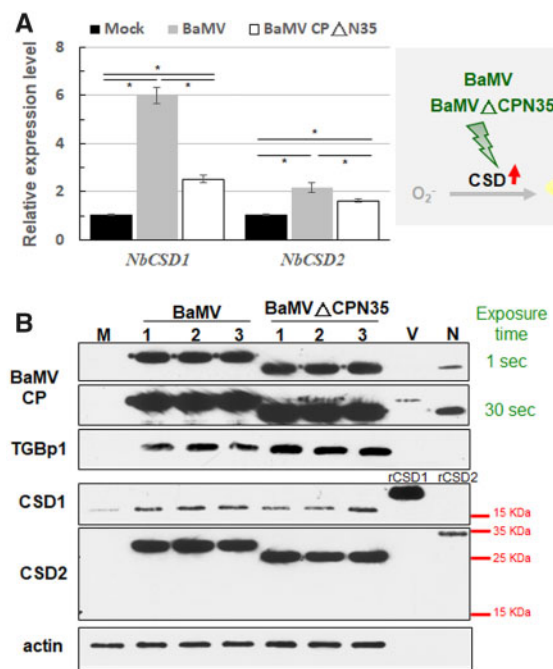 A
Mock BaMV BaMV CP△N35
Relative expression level
8
6
4
2
0
* * * * * *
NbCSD1 NbCSD2
BaMV
BaMV△CPN35
CSD
O₂⁻
B
BaMV BaMV△CPN35 Exposure time
M 1 2 3 1 2 3 V N
BaMV CP
1 sec
30 sec
TGBp1
rCSD1 rCSD2
CSD1
15 KDa
35 KDa
CSD2
25 KDa
15 KDa
actin